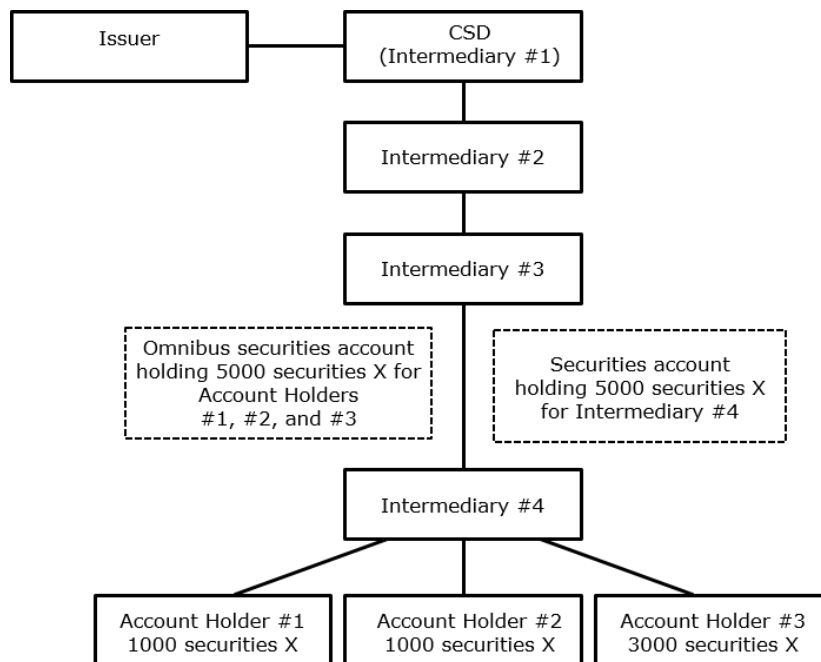 Issuer
CSD
(Intermediary #1)
Intermediary #2
Intermediary #3
Omnibus securities account
holding 5000 securities X for
Account Holders
#1, #2, and #3
Securities account
holding 5000 securities X
for Intermediary #4
Intermediary #4
Account Holder #1
1000 securities X
Account Holder #2
1000 securities X
Account Holder #3
3000 securities X